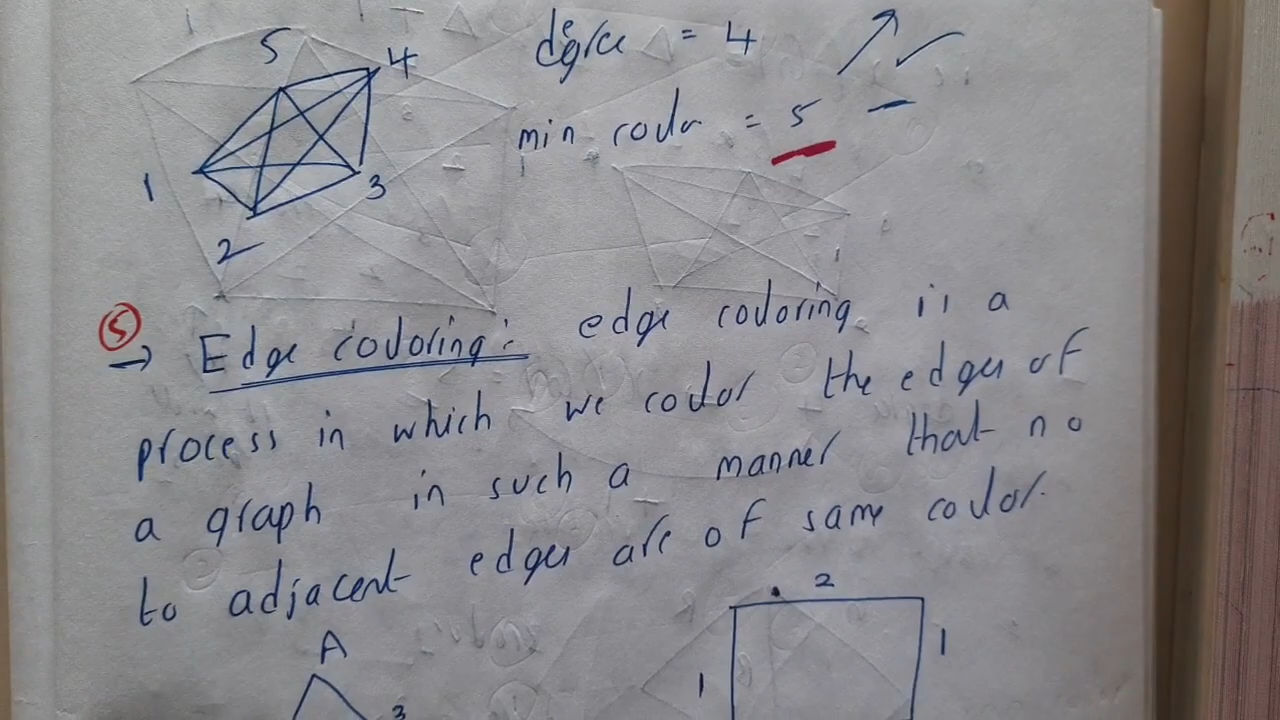 5
4
degree = 4
min color = 5
1
3
2
5
→ Edge coloring: edge coloring is a
process in which we color the edges of
a graph in such a manner that no
to adjacent edges are of same color.
A
2
1
1
3